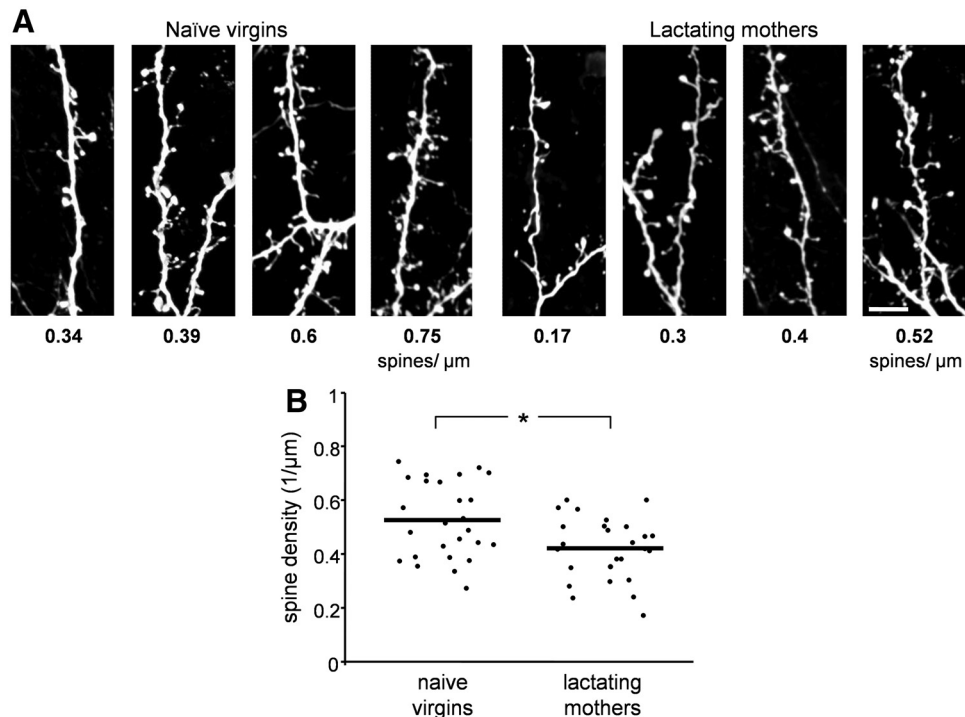 A
Naïve virgins
Lactating mothers
0.34
0.39
0.6
0.75
0.17
0.3
0.4
0.52
spines/ µm
spines/ µm
B
1
0.8
0.6
0.4
0.2
0
spine density (1/µm)
*
naive
virgins
lactating
mothers